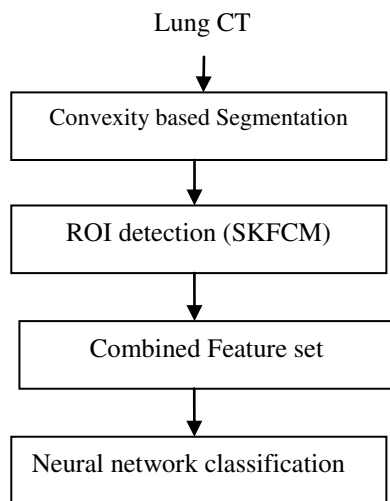 Lung CT
Convexity based Segmentation
ROI detection (SKFCM)
Combined Feature set
Neural network classification